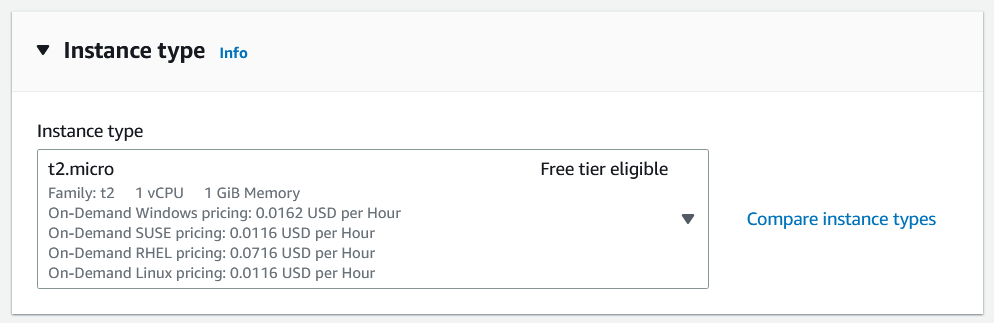 Instance type Info
Instance type
t2.micro Free tier eligible
Family: t2 1 vCPU 1 GiB Memory
On-Demand Windows pricing: 0.0162 USD per Hour
On-Demand SUSE pricing: 0.0116 USD per Hour
On-Demand RHEL pricing: 0.0716 USD per Hour
On-Demand Linux pricing: 0.0116 USD per Hour
Compare instance types